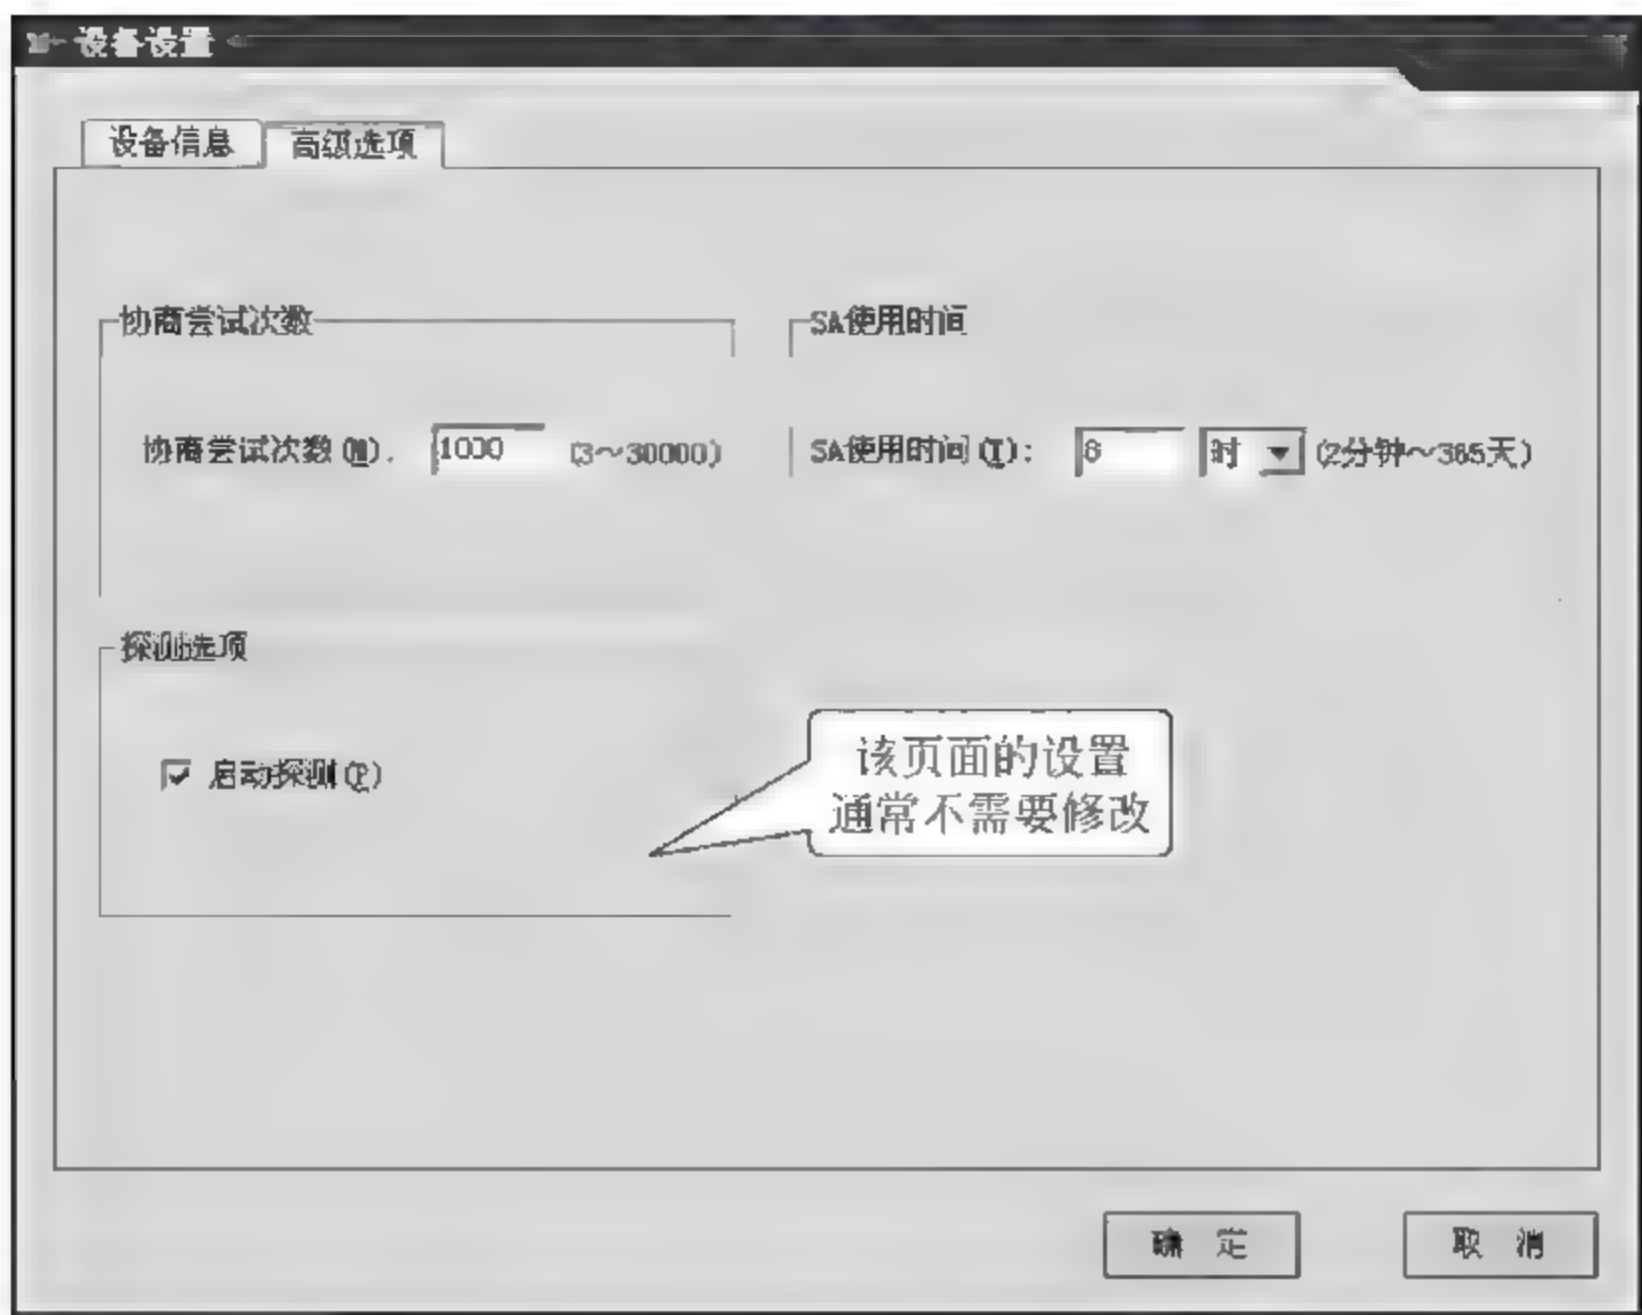 设备设置
设备信息 高级选项
协商尝试次数 SA使用时间
协商尝试次数(N). 1000 (3～30000) SA使用时间(T): 8 时 (2分钟～365天)
探测选项
启动探测(P)
该页面的设置
通常不需要修改
确 定 取 消